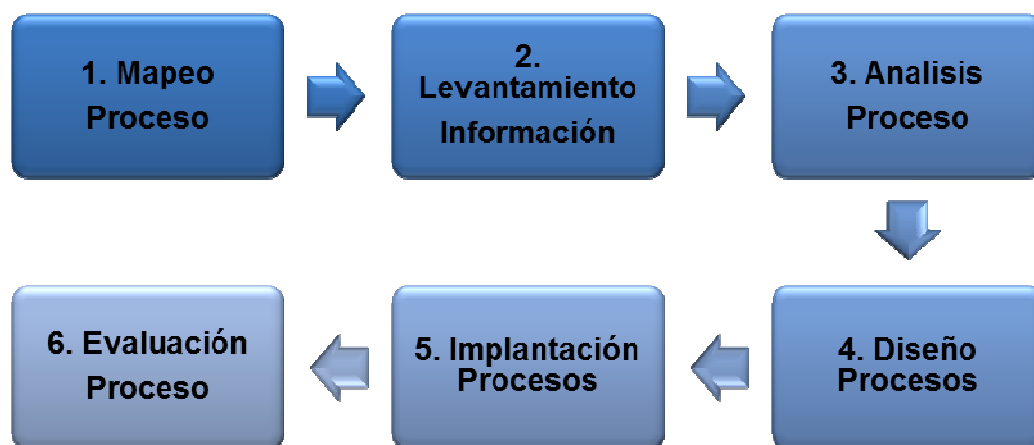 1. Mapeo
Proceso
2.
Levantamiento
Información
3. Analisis
Proceso
4. Diseño
Procesos
5. Implantación
Procesos
6. Evaluación
Proceso